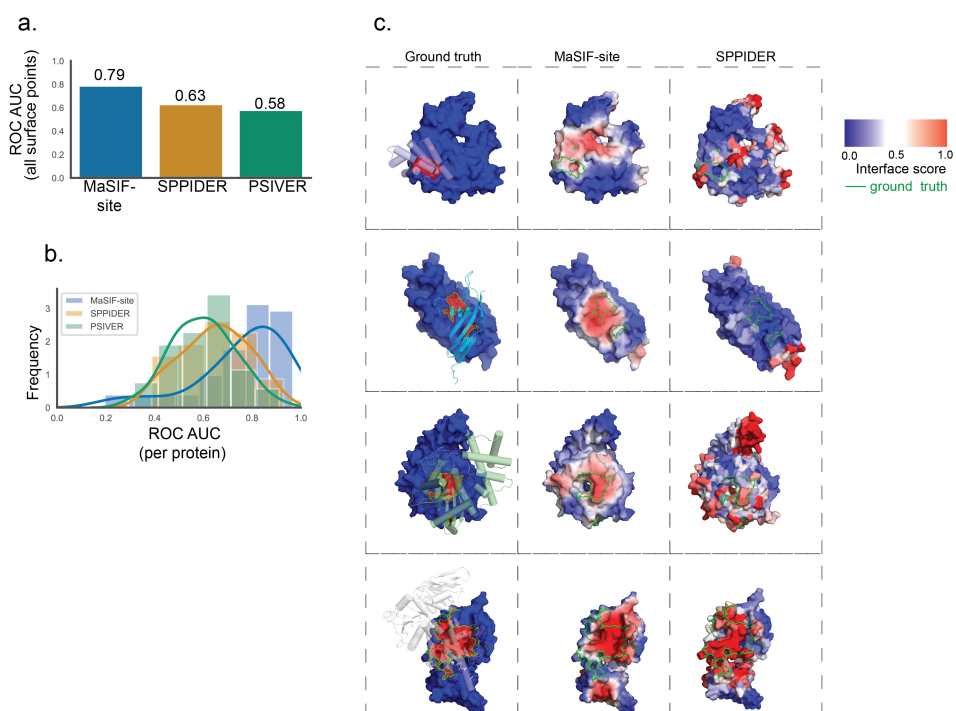 a.
ROC AUC
(all surface points)
1.0
0.8
0.6
0.4
0.2
0.0
0.79
0.63
0.58
MaSIF-
site
SPPIDER
PSIVER
b.
Frequency
3
2
1
0
MaSIF-site
SPPIDER
PSIVER
0.0
0.2
0.4
0.6
0.8
1.0
ROC AUC
(per protein)
c.
Ground truth
MaSIF-site
SPPIDER
0.0
0.5
1.0
Interface score
ground truth